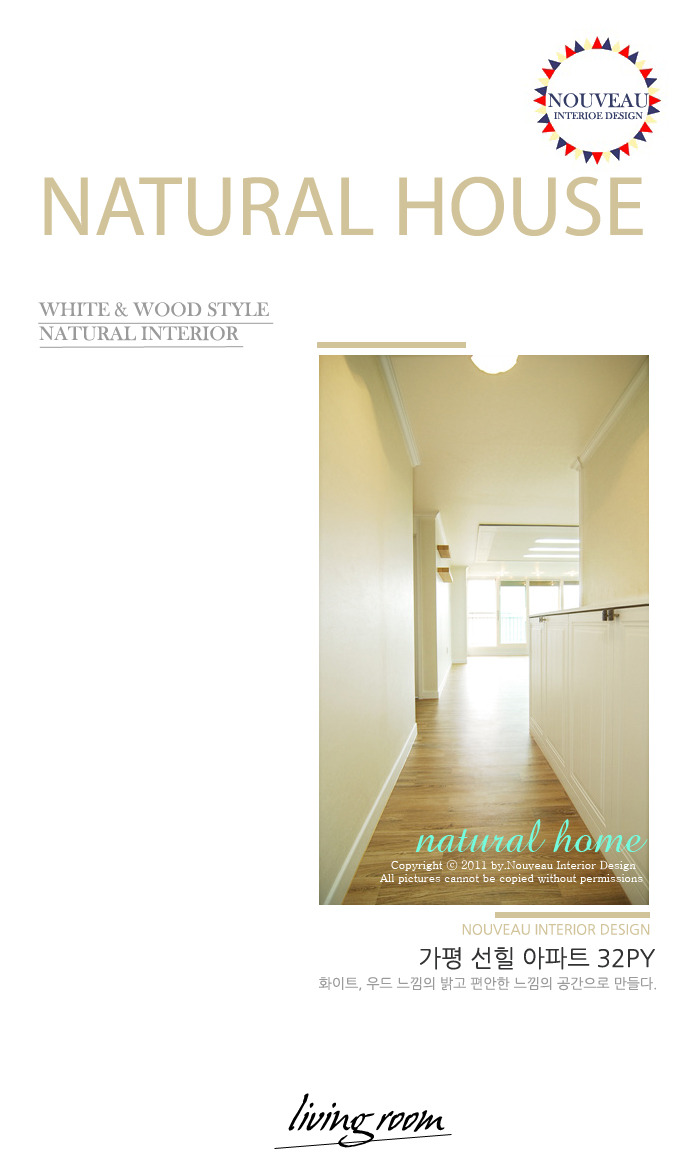 NOUVEAU
INTERIOE DESIGN
NATURAL HOUSE
WHITE & WOOD STYLE
NATURAL INTERIOR
natural home
Copyright ⓒ 2011 by.Nouveau Interior Design
All pictures cannot be copied without permissions
NOUVEAU INTERIOR DESIGN
가평 선힐 아파트 32PY
화이트, 우드 느낌의 밝고 편안한 느낌의 공간으로 만들다.
living room